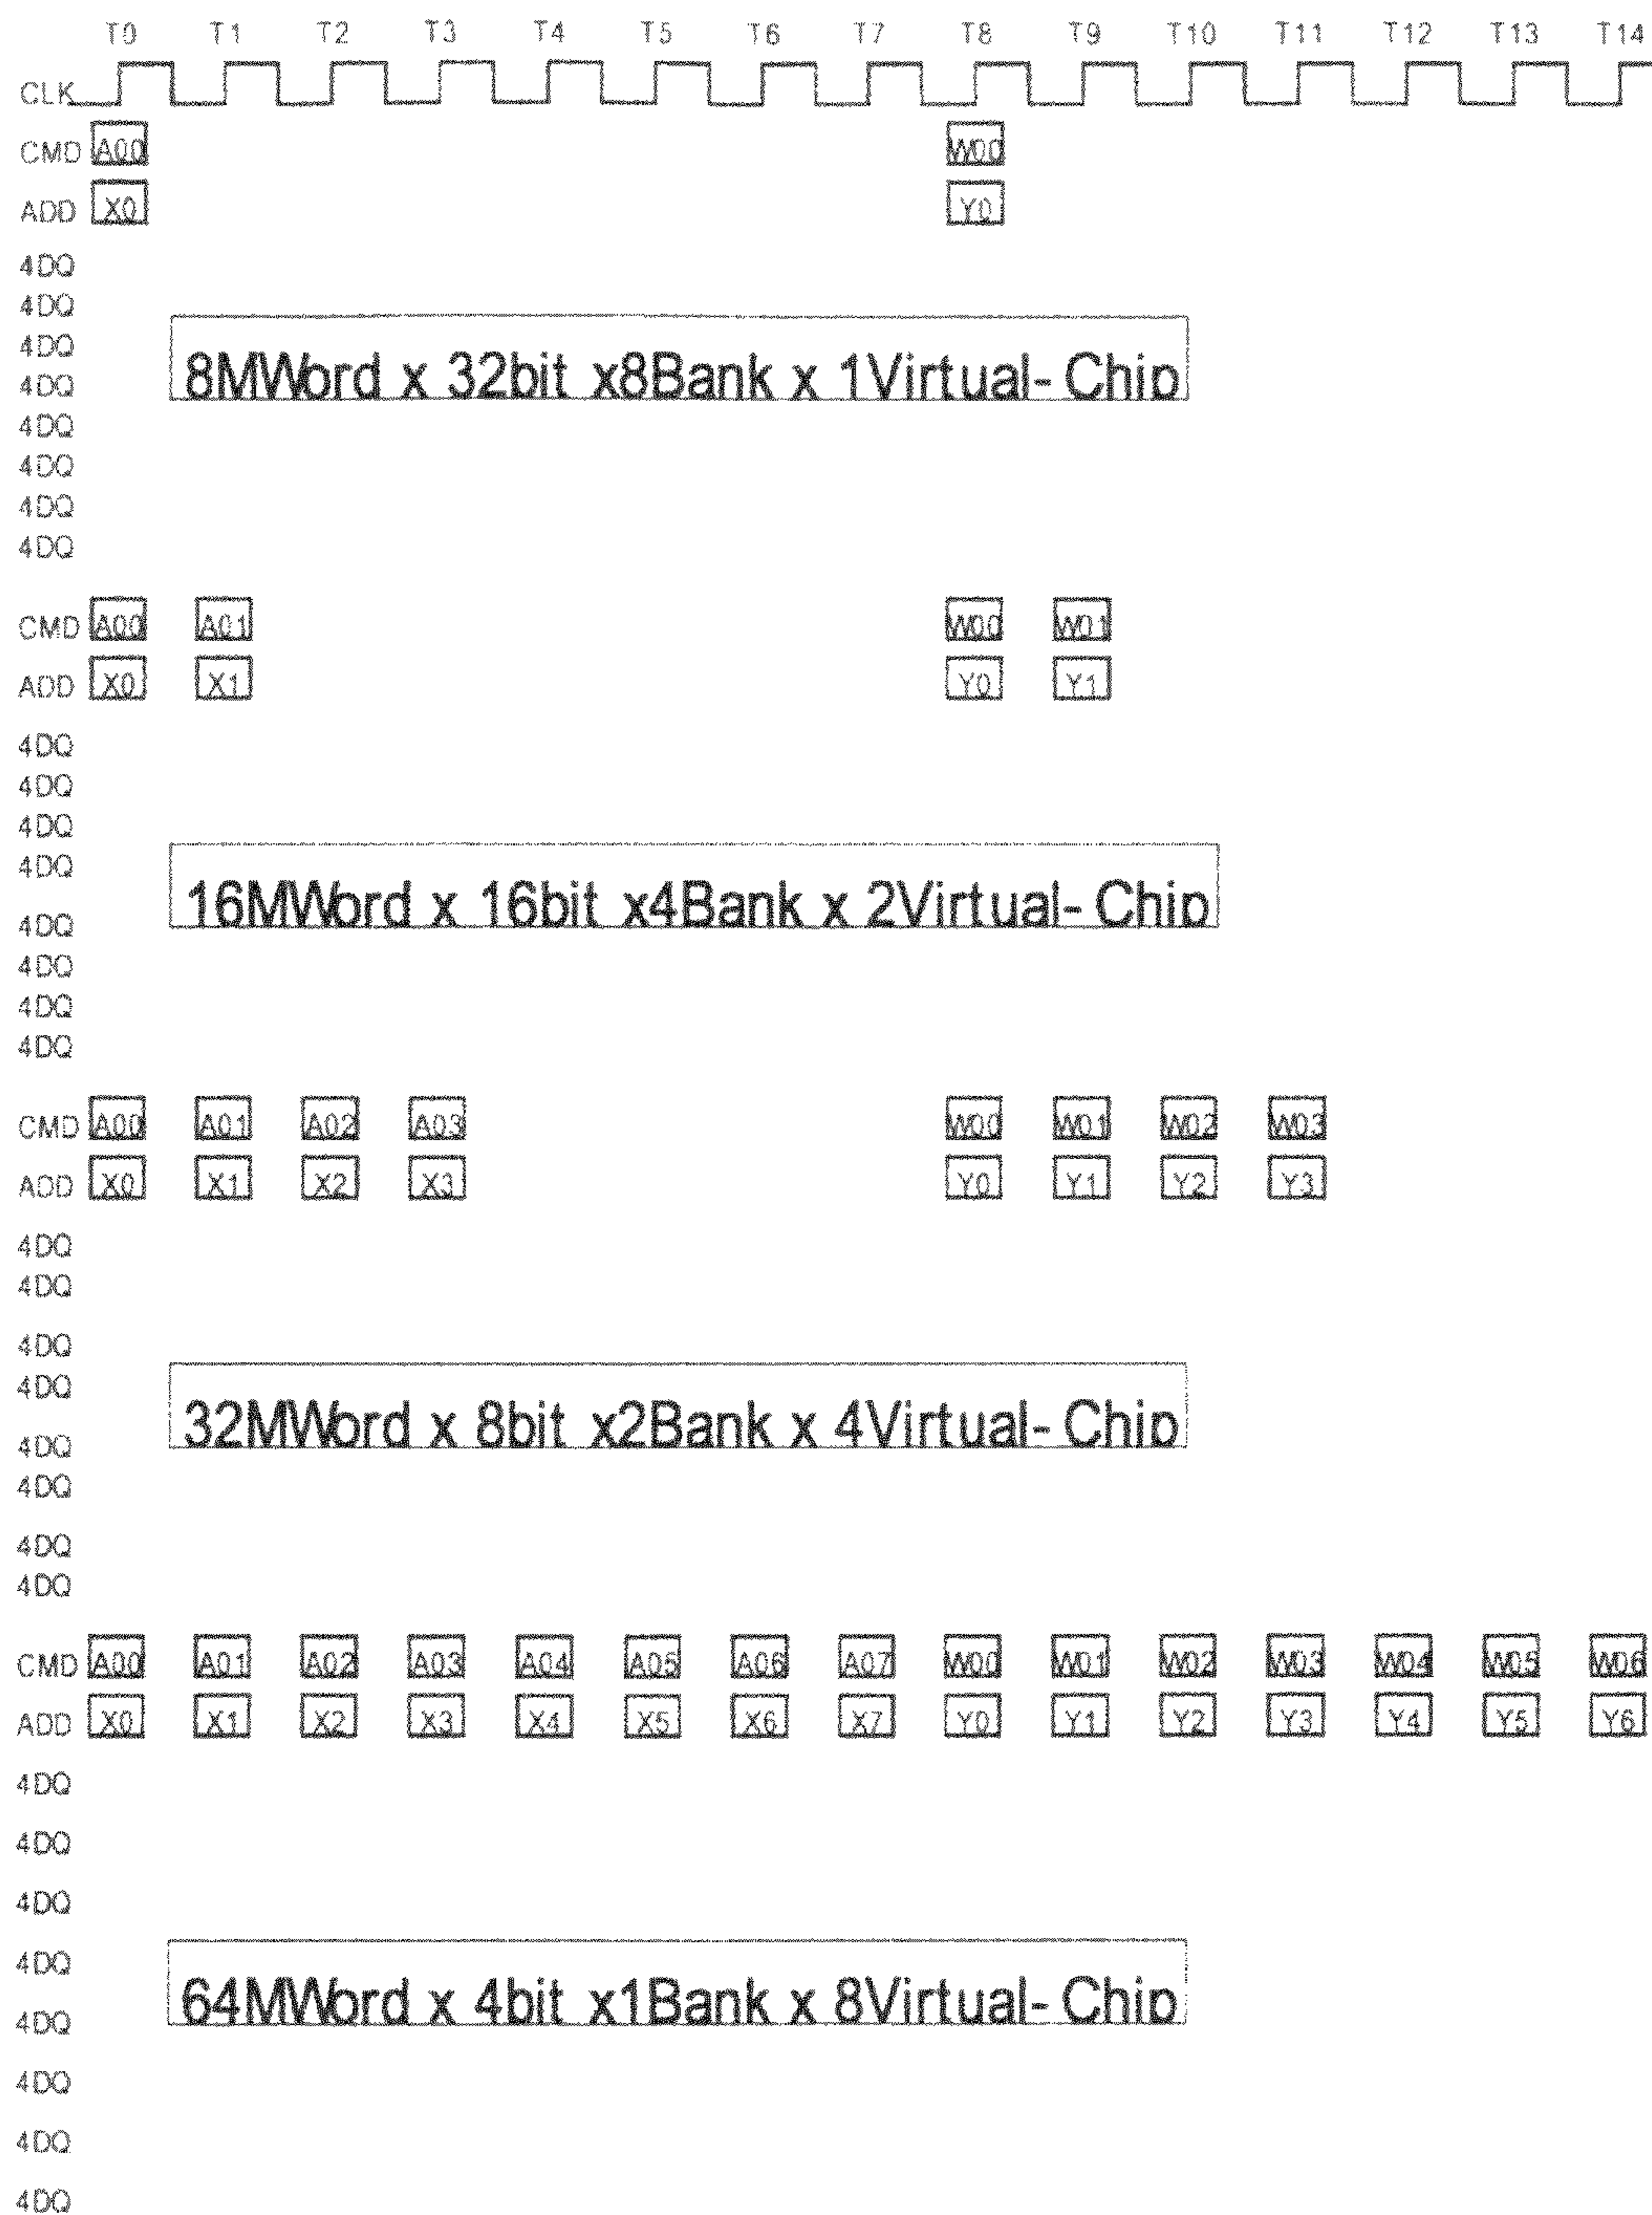 T0 T1 T2 T3 T4 T5 T6 T7 T8 T9 T10 T11 T12 T13 T14
CLK
CMD A00 W00
ADD X0 Y0
4DQ
4DQ
4DQ
8MWord x 32bit x8Bank x 1Virtual-Chip
4DQ
4DQ
4DQ
4DQ
4DQ
CMD A00 A01 W00 W01
ADD X0 X1 Y0 Y1
4DQ
4DQ
4DQ
4DQ
16MWord x 16bit x4Bank x 2Virtual-Chip
4DQ
4DQ
4DQ
4DQ
CMD A00 A01 A02 A03 W00 W01 W02 W03
ADD X0 X1 X2 X3 Y0 Y1 Y2 Y3
4DQ
4DQ
4DQ
4DQ
32MWord x 8bit x2Bank x 4Virtual-Chip
4DQ
4DQ
4DQ
4DQ
CMD A00 A01 A02 A03 A04 A05 A06 A07 W00 W01 W02 W03 W04 W05 W06
ADD X0 X1 X2 X3 X4 X5 X6 X7 Y0 Y1 Y2 Y3 Y4 Y5 Y6
4DQ
4DQ
4DQ
4DQ
64MWord x 4bit x1Bank x 8Virtual-Chip
4DQ
4DQ
4DQ
4DQ